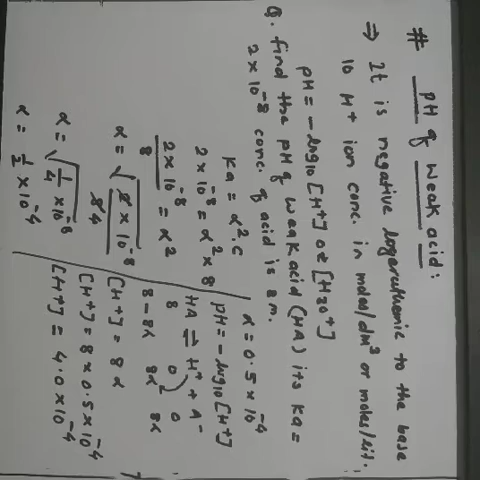 # pH of weak acid:
⇒ It is negative logerathemic to the base
10 H⁺ ion conc. in moles/dm³ or moles/lit.
pH = -log₁₀ [H⁺] or [H₃O⁺]
Q. find the pH of weak acid (HA) its Ka =
2 × 10⁻⁸ conc. of acid is 8 m.
Ka = α².c
2 × 10⁻⁸ = α² × 8
2 × 10⁻⁸ / 8 = α²
α = √2 × 10⁻⁸ / 8 4
α = √1/4 × 10⁻⁸
α = 1/2 × 10⁻⁴
α = 0.5 × 10⁻⁴
pH = -log₁₀ [H⁺]
HA ⇌ H⁺ + A⁻
8 0 0
8-8α 8α 8α
[H⁺] = 8α
[H⁺] = 8 × 0.5 × 10⁻⁴
[H⁺] = 4.0 × 10⁻⁴